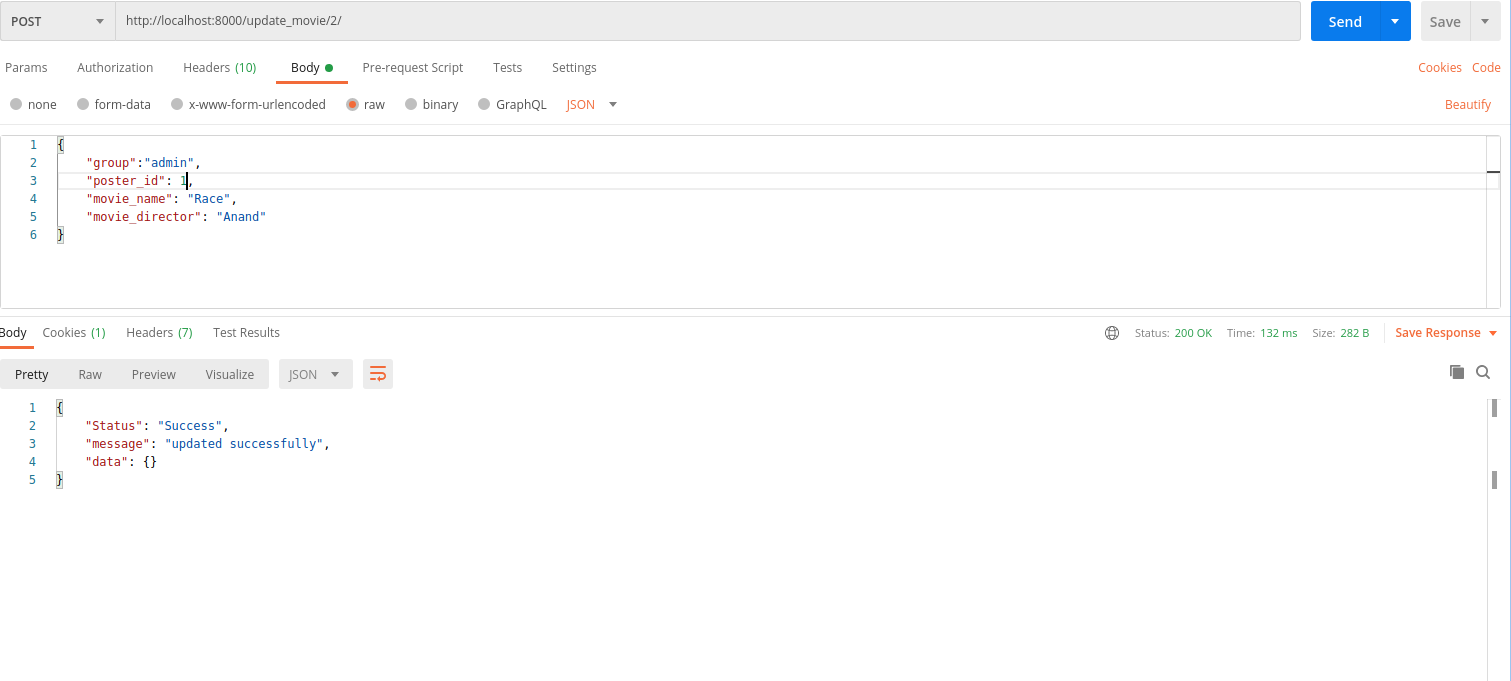 POST http://localhost:8000/update_movie/2/ Send Save
Params Authorization Headers (10) Body Pre-request Script Tests Settings Cookies Code
none form-data x-www-form-urlencoded raw binary GraphQL JSON Beautify
1 {
2 "group":"admin",
3 "poster_id": 1,
4 "movie_name": "Race",
5 "movie_director": "Anand"
6 }
Body Cookies (1) Headers (7) Test Results Status: 200 OK Time: 132 ms Size: 282 B Save Response
Pretty Raw Preview Visualize JSON
1 {
2 "Status": "Success",
3 "message": "updated successfully",
4 "data": {}
5 }